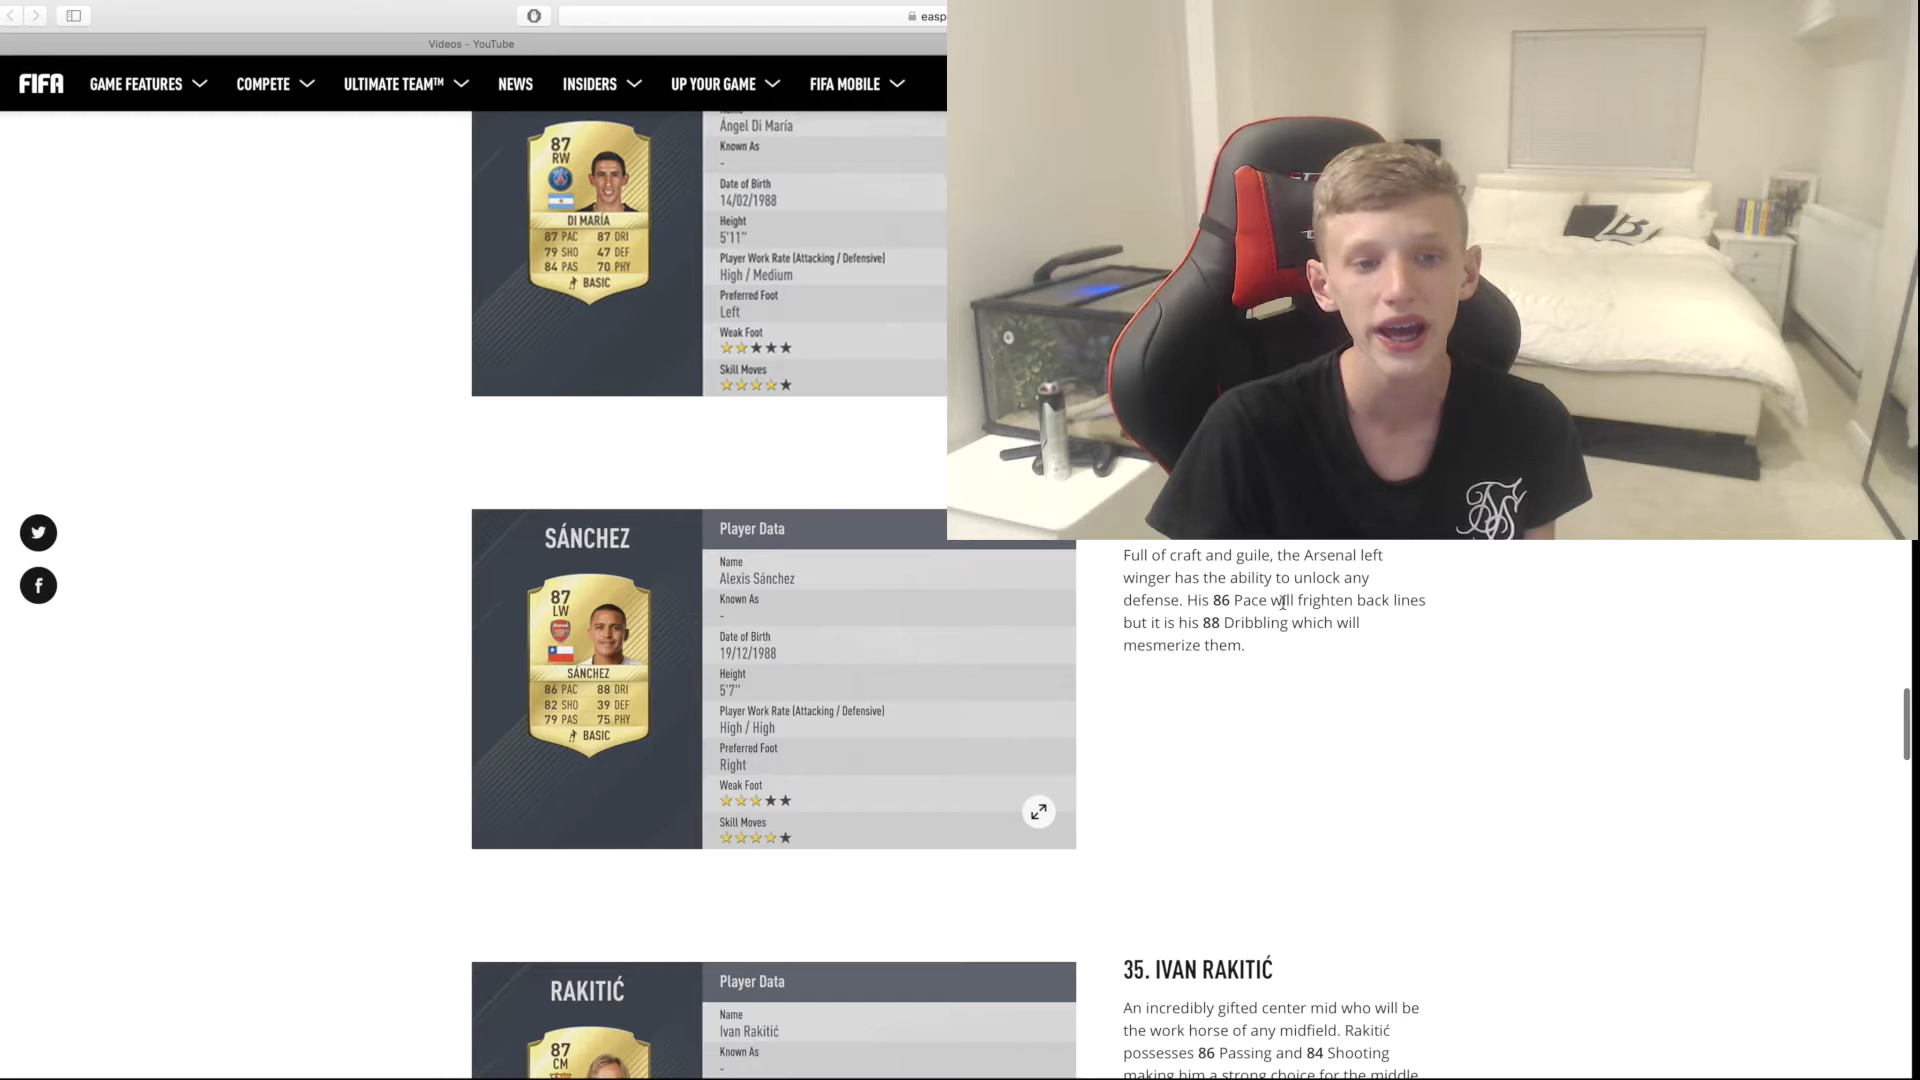 easp
Videos - YouTube
FIFA GAME FEATURES COMPETE ULTIMATE TEAM™ NEWS INSIDERS UP YOUR GAME FIFA MOBILE
87
RW
DI MARÍA
87 PAC 87 DRI
79 SHO 47 DEF
84 PAS 70 PHY
BASIC
Name
Ángel Di María
Known As
-
Date of Birth
14/02/1988
Height
5'11"
Player Work Rate (Attacking / Defensive)
High / Medium
Preferred Foot
Left
Weak Foot
Skill Moves
SÁNCHEZ
87
LW
Arsenal
SÁNCHEZ
86 PAC 88 DRI
82 SHO 39 DEF
79 PAS 75 PHY
BASIC
Player Data
Name
Alexis Sánchez
Known As
-
Date of Birth
19/12/1988
Height
5'7"
Player Work Rate (Attacking / Defensive)
High / High
Preferred Foot
Right
Weak Foot
Skill Moves
Full of craft and guile, the Arsenal left
winger has the ability to unlock any
defense. His 86 Pace will frighten back lines
but it is his 88 Dribbling which will
mesmerize them.
RAKITIĆ
87
CM
Player Data
Name
Ivan Rakitić
Known As
-
35. IVAN RAKITIĆ
An incredibly gifted center mid who will be
the work horse of any midfield. Rakitić
possesses 86 Passing and 84 Shooting
making him a strong choice for the middle
B